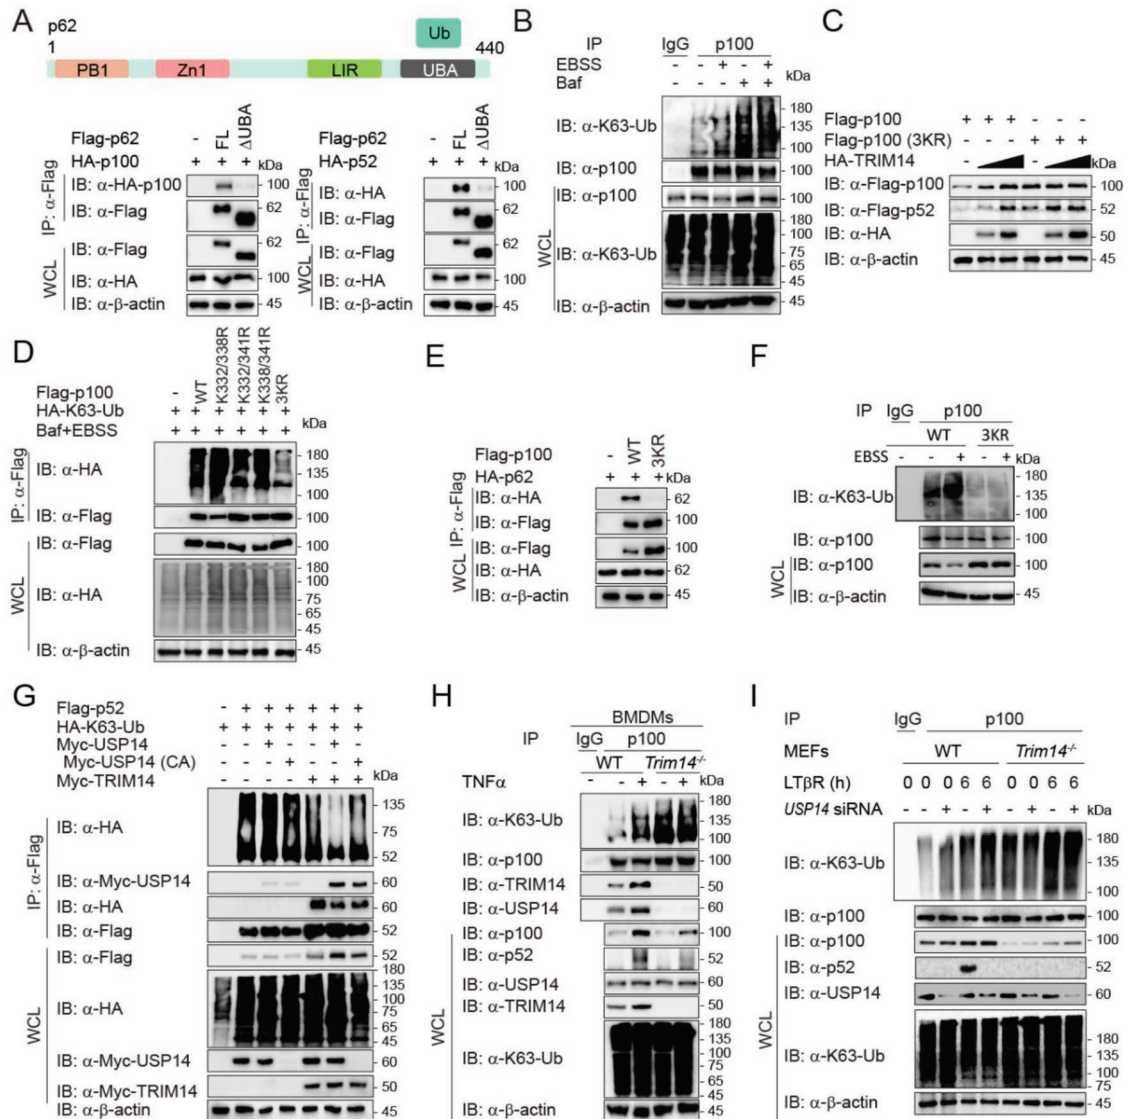 A
p62
1
Ub
440
PB1 Zn1 LIR UBA
Flag-p62 - FL ΔUBA
HA-p100 + + + kDa
IP: α-Flag
IB: α-HA-p100 100
IB: α-Flag 62
WCL
IB: α-Flag 62
IB: α-HA 100
IB: α-β-actin 45
Flag-p62 - FL ΔUBA
HA-p52 + + + kDa
IP: α-Flag
IB: α-HA 100
IB: α-Flag 62
WCL
IB: α-Flag 62
IB: α-HA 100
IB: α-β-actin 45
B
IP IgG p100
EBSS - - + - +
Baf - - - + + kDa
IB: α-K63-Ub 180 135 100
IB: α-p100 100
WCL
IB: α-p100 100
IB: α-K63-Ub 180 135 100 75 65 45
IB: α-β-actin 45
C
Flag-p100 + + + - - -
Flag-p100 (3KR) - - - + + +
HA-TRIM14 - - kDa
IB: α-Flag-p100 100
IB: α-Flag-p52 52
IB: α-HA 50
IB: α-β-actin 45
D
Flag-p100 - WT K332/338R K332/341R K338/341R 3KR
HA-K63-Ub + + + + + +
Baf+EBSS + + + + + + kDa
IP: α-Flag
IB: α-HA 180 135 100
IB: α-Flag 100
WCL
IB: α-Flag 100
IB: α-HA 180 100 75 65 45
IB: α-β-actin 45
E
Flag-p100 - WT 3KR
HA-p62 + + + kDa
IP: α-Flag
IB: α-HA 62
IB: α-Flag 100
WCL
IB: α-Flag 100
IB: α-HA 62
IB: α-β-actin 45
F
IP IgG p100
WT 3KR
EBSS - - + - + kDa
IB: α-K63-Ub 180 135 100
IB: α-p100 100
WCL
IB: α-p100 100
IB: α-β-actin 45
G
Flag-p52 - + + + + + +
HA-K63-Ub + + + + + + +
Myc-USP14 - - + - - + -
Myc-USP14 (CA) - - - + - - +
Myc-TRIM14 - - - - + + + kDa
IP: α-Flag
IB: α-HA 135 52
IB: α-Myc-USP14 60
IB: α-HA 60
IB: α-Flag 52
WCL
IB: α-Flag 52
IB: α-HA 180 135 100 75 65 45
IB: α-Myc-USP14 60
IB: α-Myc-TRIM14 50
IB: α-β-actin 45
H
BMDMs
IP IgG p100
WT Trim14-/-
TNFα - - + - + kDa
IB: α-K63-Ub 180 135 100
IB: α-p100 100
IB: α-TRIM14 50
IB: α-USP14 60
WCL
IB: α-p100 100
IB: α-p52 52
IB: α-USP14 60
IB: α-TRIM14 50
IB: α-K63-Ub 180 135 100 75 65 45
IB: α-β-actin 45
I
IP IgG p100
MEFs WT Trim14-/-
LTβR (h) 0 0 0 6 6 0 0 6 6
USP14 siRNA - - + - + - + - + kDa
IB: α-K63-Ub 180 135 100
IB: α-p100 100
WCL
IB: α-p100 100
IB: α-p52 52
IB: α-USP14 60
IB: α-K63-Ub 180 135 100 75 65 45
IB: α-β-actin 45